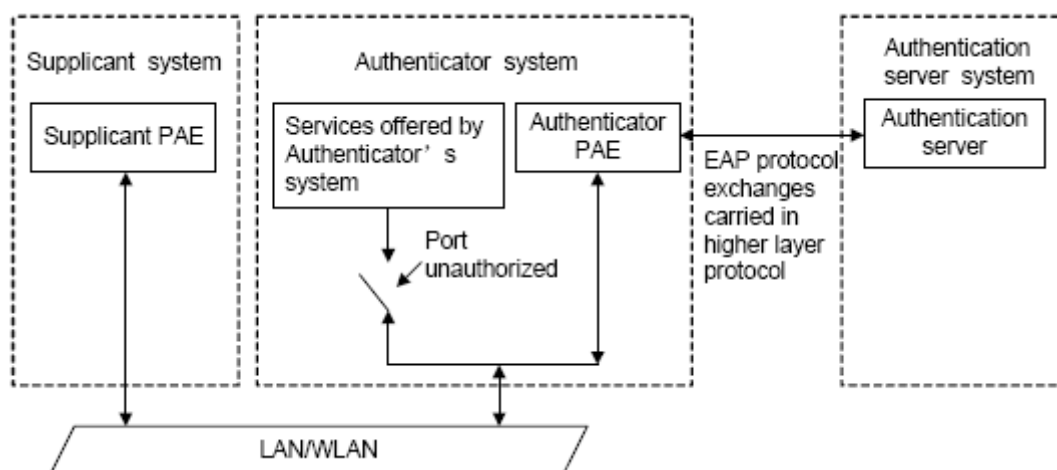 Supplicant system
Supplicant PAE
Authenticator system
Services offered by
Authenticator’s
system
Authenticator
PAE
Port
unauthorized
EAP protocol
exchanges
carried in
higher layer
protocol
Authentication
server system
Authentication
server
LAN/WLAN